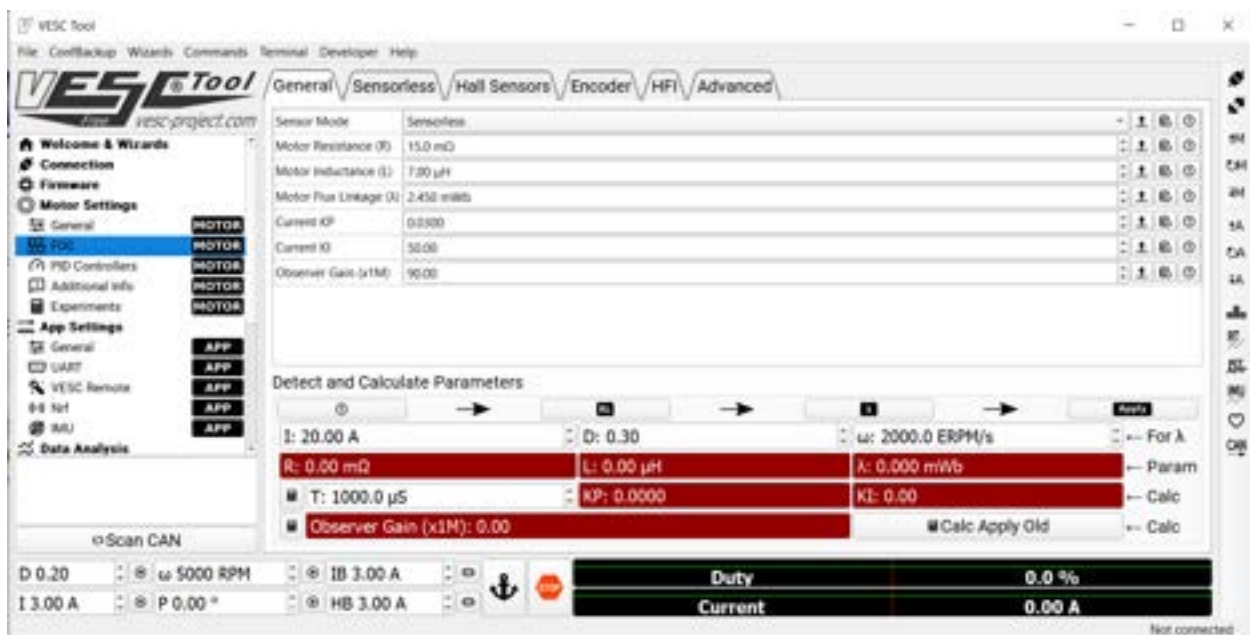 VESC Tool
File ConfBackup Wizards Commands Terminal Developer Help
VESC ® Tool
Free vesc-project.com
Welcome & Wizards
Connection
Firmware
Motor Settings
General MOTOR
FOC MOTOR
PID Controllers MOTOR
Additional Info MOTOR
Experiments MOTOR
App Settings
General APP
UART APP
VESC Remote APP
Nrf APP
IMU APP
Data Analysis
Scan CAN
General Sensorless Hall Sensors Encoder HFI Advanced
Sensor Mode Sensorless
Motor Resistance (R) 15.0 mΩ
Motor Inductance (L) 7.00 µH
Motor Flux Linkage (λ) 2.450 mWb
Current KP 0.0300
Current KI 50.00
Observer Gain (x1M) 90.00
Detect and Calculate Parameters
RL λ Apply
I: 20.00 A D: 0.30 ω: 2000.0 ERPM/s ← For λ
R: 0.00 mΩ L: 0.00 µH λ: 0.000 mWb ← Param
T: 1000.0 µS KP: 0.0000 KI: 0.00 ← Calc
Observer Gain (x1M): 0.00 Calc Apply Old ← Calc
D 0.20 ω 5000 RPM IB 3.00 A
I 3.00 A P 0.00 ° HB 3.00 A
STOP
Duty 0.0 %
Current 0.00 A
Not connected